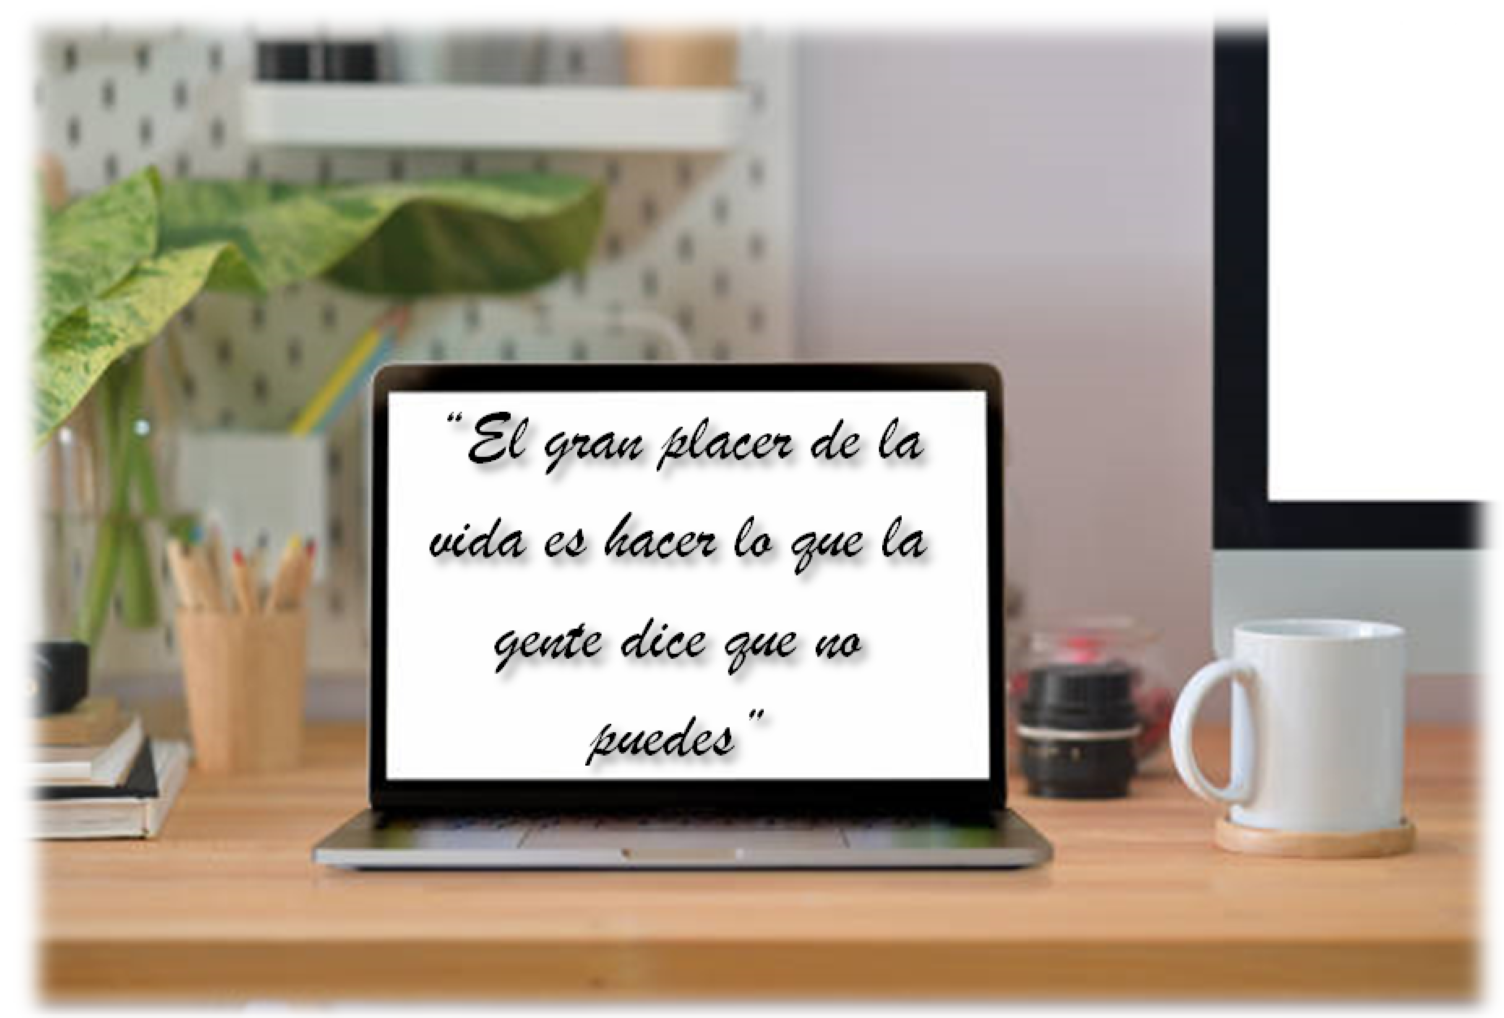 “El gran placer de la
vida es hacer lo que la
gente dice que no
puedes”